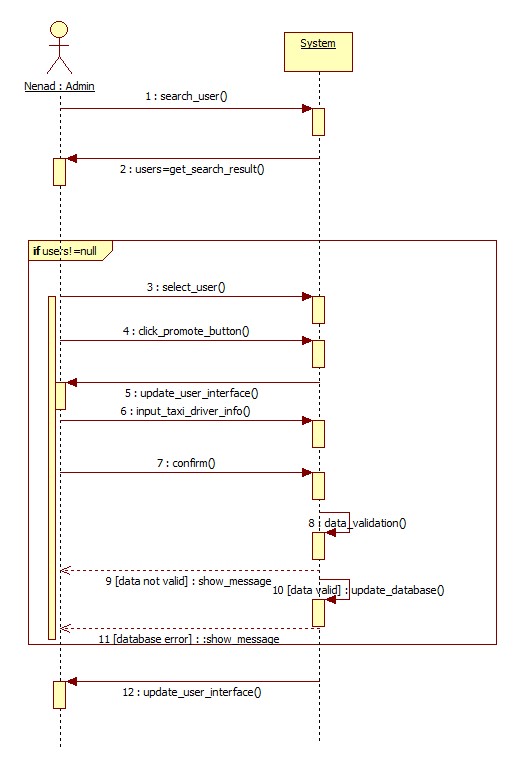 System
Nenad : Admin
1 : search_user()
2 : users=get_search_result()
if users!=null
3 : select_user()
4 : click_promote_button()
5 : update_user_interface()
6 : input_taxi_driver_info()
7 : confirm()
8 : data_validation()
9 [data not valid] : show_message
10 [data valid] : update_database()
11 [database error] : :show_message
12 : update_user_interface()